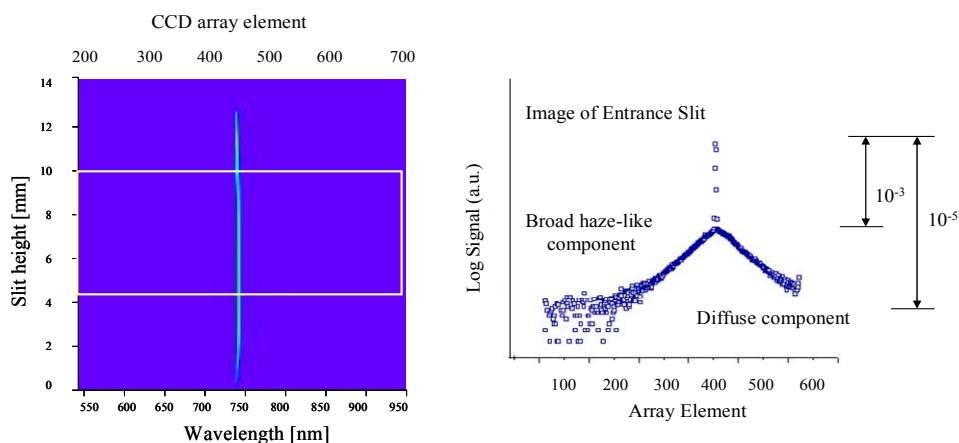 CCD array element
200 300 400 500 600 700
14
12
10
8
6
4
2
0
Slit height [mm]
550 600 650 700 750 800 850 900 950
Wavelength [nm]
Image of Entrance Slit
Broad haze-like
component
Diffuse component
10-3
10-5
Log Signal (a.u.)
100 200 300 400 500 600
Array Element